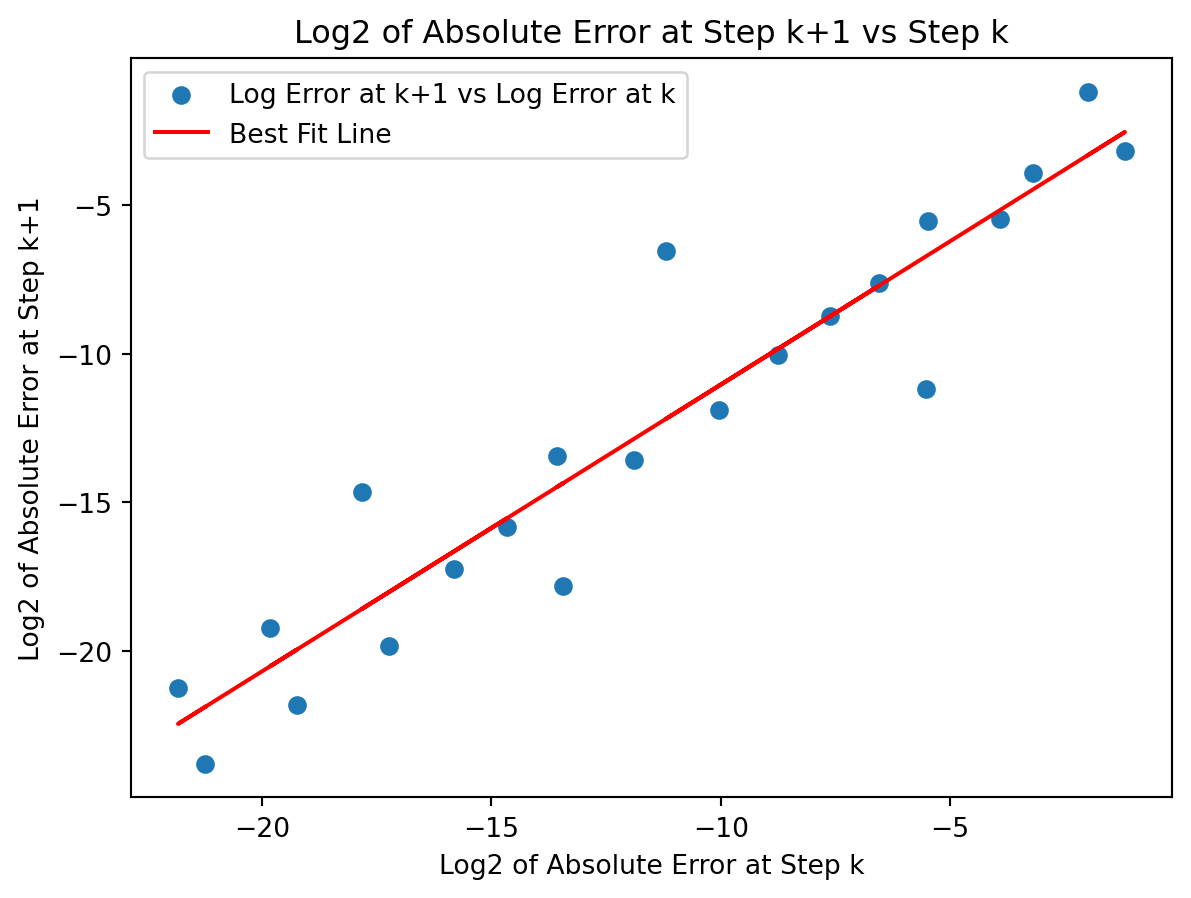 Log2 of Absolute Error at Step k+1 vs Step k
Log Error at k+1 vs Log Error at k
Best Fit Line
Log2 of Absolute Error at Step k+1
−5
−10
−15
−20
−20
−15
−10
−5
Log2 of Absolute Error at Step k